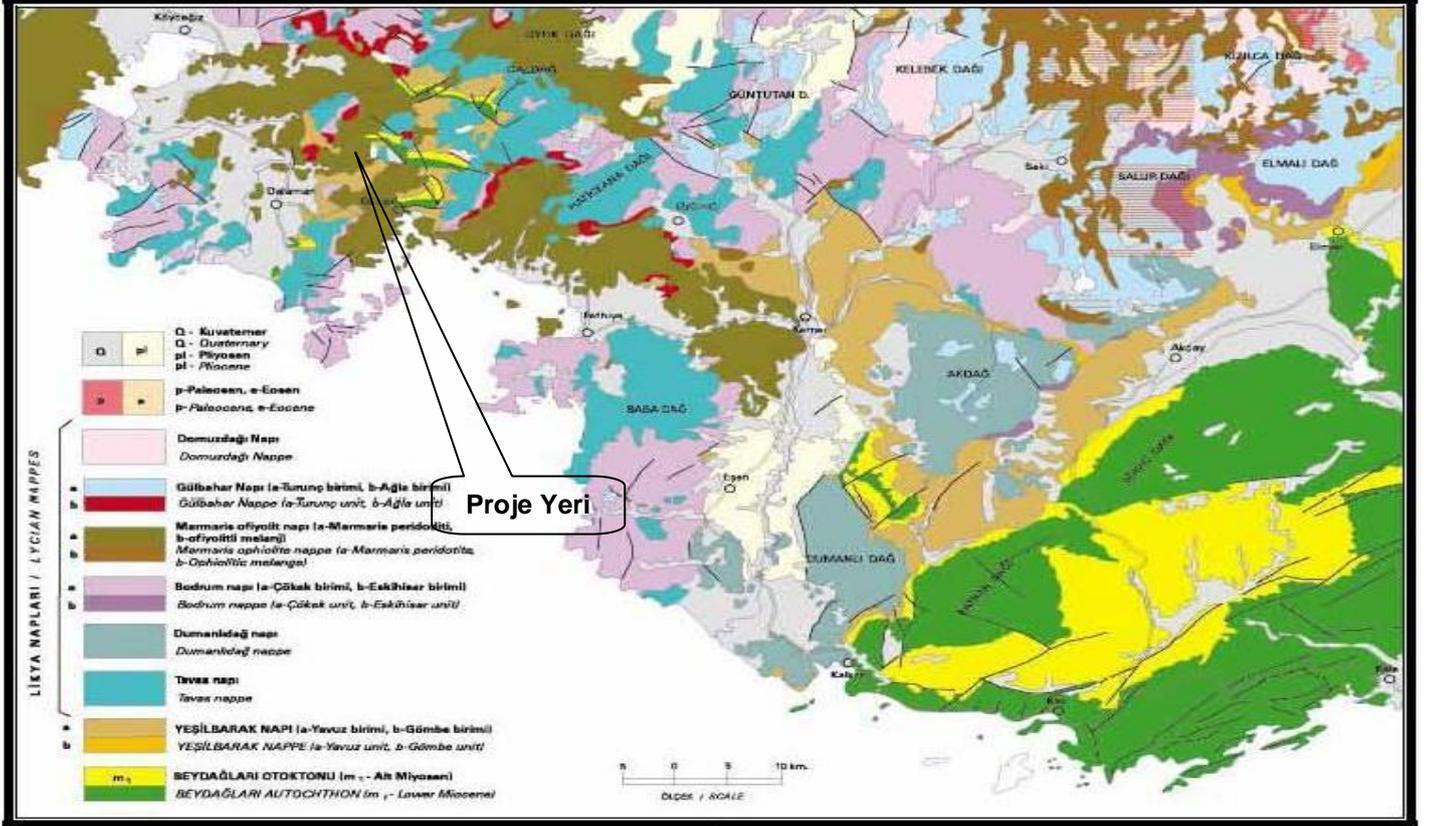 Köyceğiz
KIZILCA DAĞ
KELEBEK DAĞI
GÜNTUTAN D.
ELMALI DAĞ
SALUR DAĞI
Dalaman
Fethiye
Kemer
Akçay
AKDAĞ
BABA DAĞ
Eşen
DUMANLI DAĞ
Kaş
Proje Yeri
LİKYA NAPLARI / LYCIAN NAPPES
Q pl
Q - Kuvaterner
Q - Quaternary
pl - Pliyosen
pl - Pliocene
p e
p-Paleosen, e-Eosen
p-Paleocene, e-Eocene
Domuzdağı Napı
Domuzdağı Nappe
a
b
Gülbahar Napı (a-Turunç birimi, b-Ağla birimi)
Gülbahar Nappe (a-Turunç unit, b-Ağla unit)
a
b
Marmaris ofiyolit napı (a-Marmaris peridotiti,
b-ofiyolitli melanj)
Marmaris ophiolite nappe (a-Marmaris peridotite,
b-Ophiolitic melange)
a
b
Bodrum napı (a-Çökek birimi, b-Eskihisar birimi)
Bodrum nappe (a-Çökek unit, b-Eskihisar unit)
Dumanlıdağ napı
Dumanlıdağ nappe
Tavas napı
Tavas nappe
a
b
YEŞİLBARAK NAPI (a-Yavuz birimi, b-Gömbe birimi)
YEŞİLBARAK NAPPE (a-Yavuz unit, b-Gömbe unit)
m₁
BEYDAĞLARI OTOKTONU (m₁ - Alt Miyosen)
BEYDAĞLARI AUTOCHTHON (m₁ - Lower Miocene)
5 0 5 10 km.
ÖLÇEK / SCALE